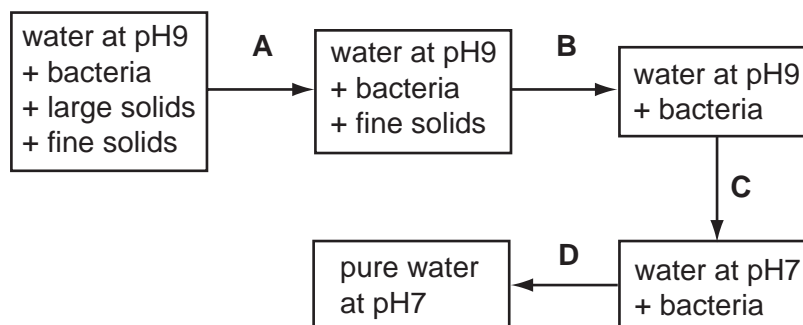 water at pH9
+ bacteria
+ large solids
+ fine solids
A
water at pH9
+ bacteria
+ fine solids
B
water at pH9
+ bacteria
C
water at pH7
+ bacteria
D
pure water
at pH7